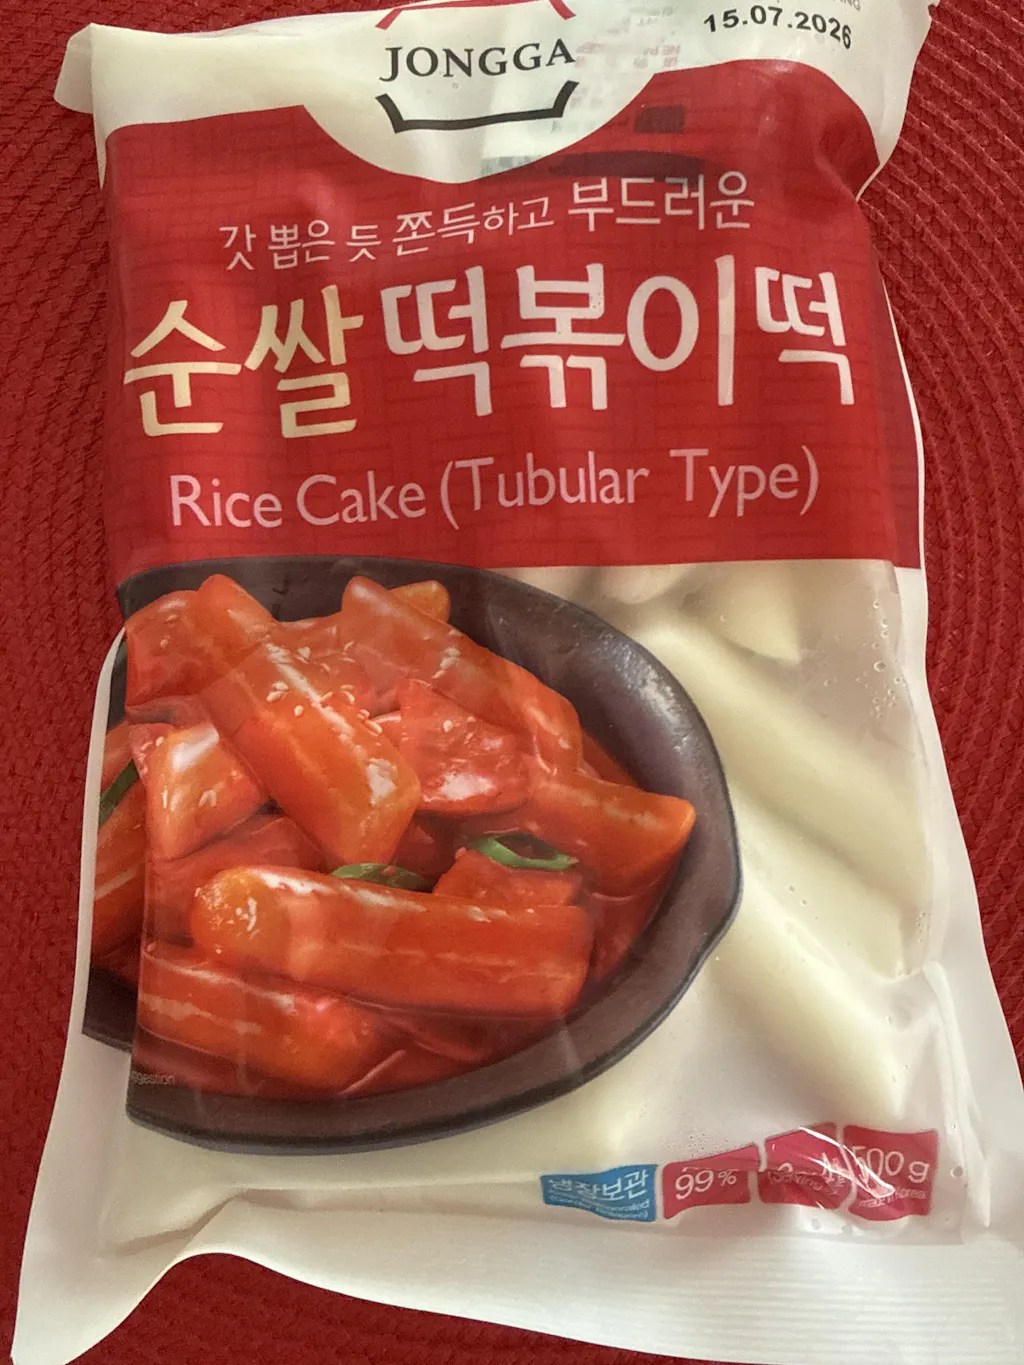 15.07.2026
JONGGA
갓 뽑은 듯 쫀득하고 부드러운
순쌀 떡볶이떡
Rice Cake (Tubular Type)
냉장보관
99%
500g